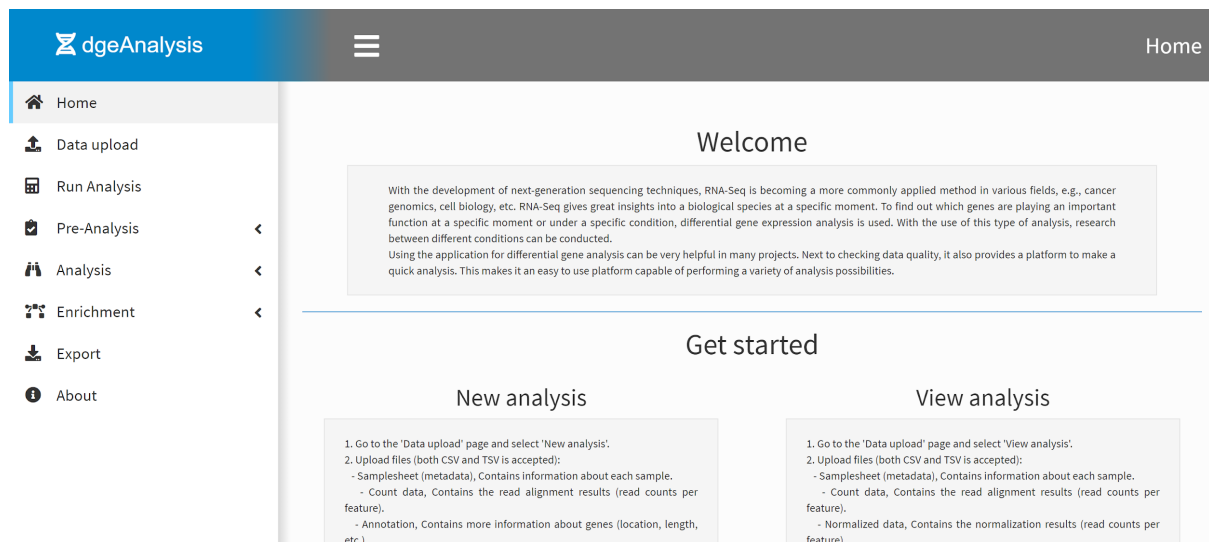 dgeAnalysis
Home
Home
Data upload
Run Analysis
Pre-Analysis
Analysis
Enrichment
Export
About
Welcome
With the development of next-generation sequencing techniques, RNA-Seq is becoming a more commonly applied method in various fields, e.g., cancer
genomics, cell biology, etc. RNA-Seq gives great insights into a biological species at a specific moment. To find out which genes are playing an important
function at a specific moment or under a specific condition, differential gene expression analysis is used. With the use of this type of analysis, research
between different conditions can be conducted.
Using the application for differential gene analysis can be very helpful in many projects. Next to checking data quality, it also provides a platform to make a
quick analysis. This makes it an easy to use platform capable of performing a variety of analysis possibilities.
Get started
New analysis
1. Go to the 'Data upload' page and select 'New analysis'.
2. Upload files (both CSV and TSV is accepted):
- Samplesheet (metadata), Contains information about each sample.
- Count data, Contains the read alignment results (read counts per
feature).
- Annotation, Contains more information about genes (location, length,
etc.)
View analysis
1. Go to the 'Data upload' page and select 'View analysis'.
2. Upload files (both CSV and TSV is accepted):
- Samplesheet (metadata), Contains information about each sample.
- Count data, Contains the read alignment results (read counts per
feature).
- Normalized data, Contains the normalization results (read counts per
feature)